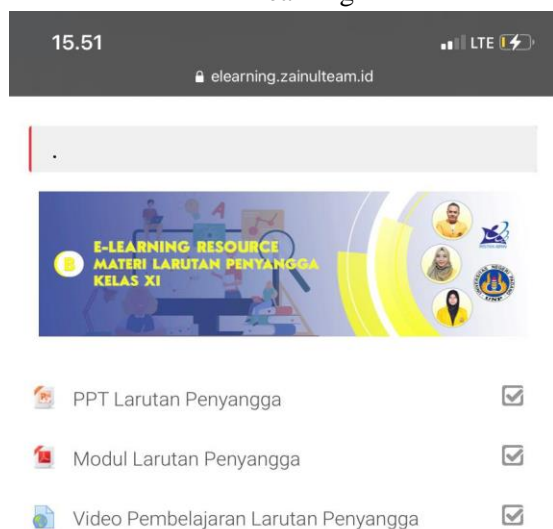 15.51
LTE
elearning.zainulteam.id
.
B
E-LEARNING RESOURCE
MATERI LARUTAN PENYANGGA
KELAS XI
UNP
PPT Larutan Penyangga
Modul Larutan Penyangga
Video Pembelajaran Larutan Penyangga